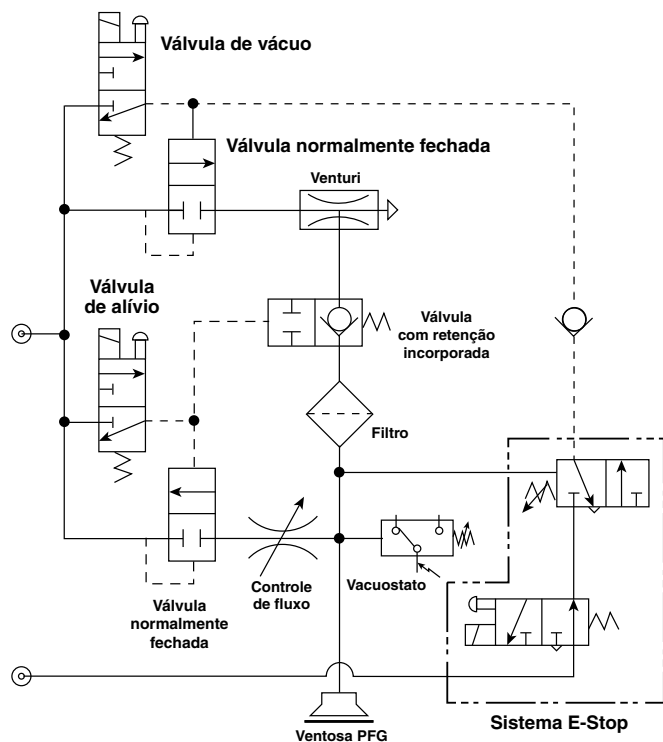 Válvula de vácuo
Válvula normalmente fechada
Venturi
Válvula
de alívio
Válvula
com retenção
incorporada
Filtro
Controle
de fluxo
Vacuostato
Válvula
normalmente
fechada
Ventosa PFG
Sistema E-Stop